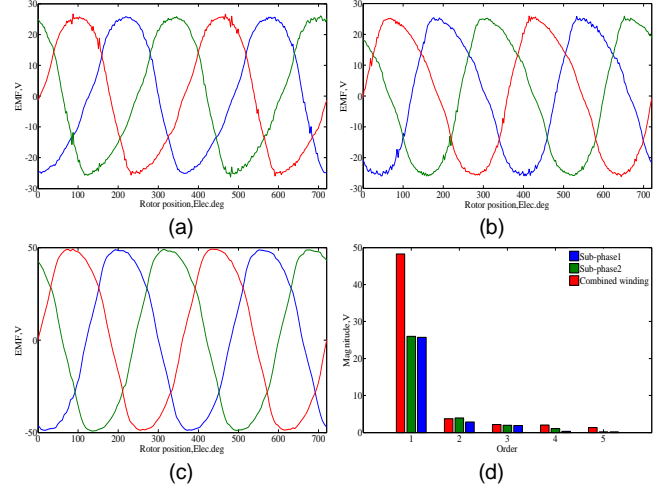 30
20
10
0
-10
-20
-30
EMF,V
0 100 200 300 400 500 600 700
Rotor position,Elec.deg
(a)
30
20
10
0
-10
-20
-30
EMF,V
0 100 200 300 400 500 600 700
Rotor position,Elec.deg
(b)
50
0
-50
EMF,V
0 100 200 300 400 500 600 700
Rotor position,Elec.deg
(c)
50
40
30
20
10
0
Magnitude,V
Sub-phase1
Sub-phase2
Combined winding
1 2 3 4 5
Order
(d)